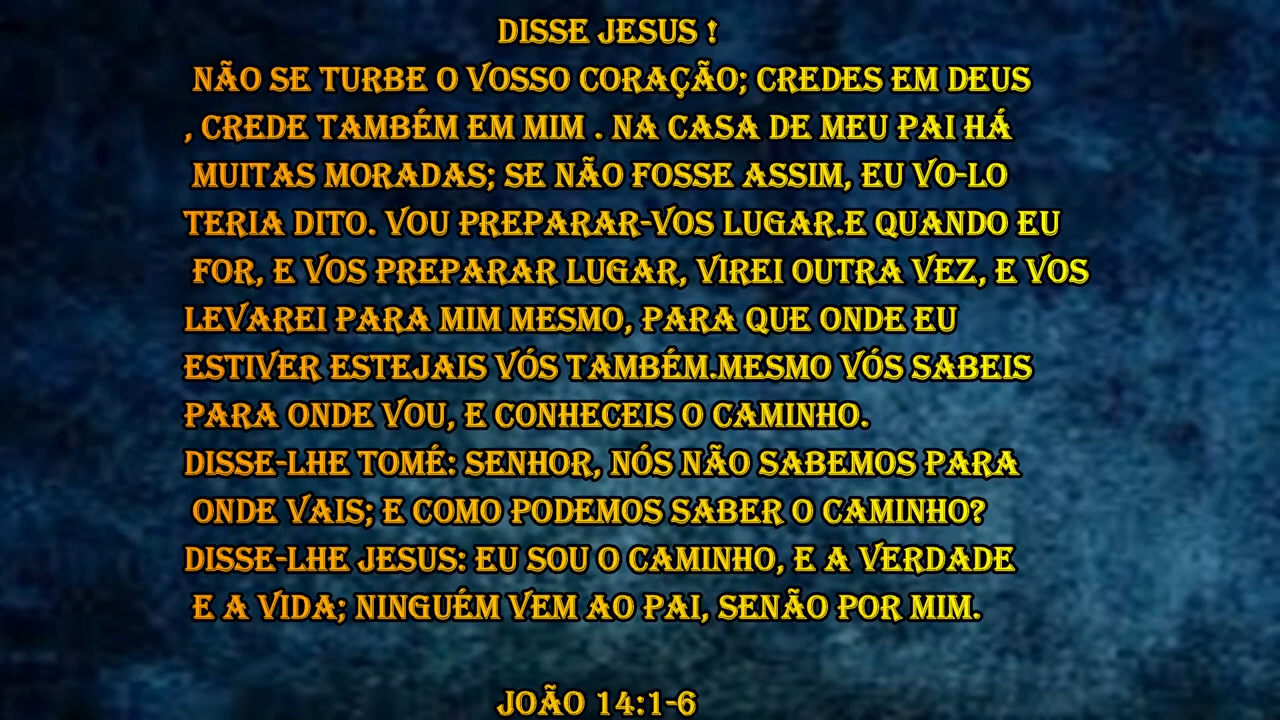 DISSE JESUS !
NÃO SE TURBE O VOSSO CORAÇÃO; CREDES EM DEUS
, CREDE TAMBÉM EM MIM . NA CASA DE MEU PAI HÁ
MUITAS MORADAS; SE NÃO FOSSE ASSIM, EU VO-LO
TERIA DITO. VOU PREPARAR-VOS LUGAR.E QUANDO EU
FOR, E VOS PREPARAR LUGAR, VIREI OUTRA VEZ, E VOS
LEVAREI PARA MIM MESMO, PARA QUE ONDE EU
ESTIVER ESTEJAIS VÓS TAMBÉM.MESMO VÓS SABEIS
PARA ONDE VOU, E CONHECEIS O CAMINHO.
DISSE-LHE TOMÉ: SENHOR, NÓS NÃO SABEMOS PARA
ONDE VAIS; E COMO PODEMOS SABER O CAMINHO?
DISSE-LHE JESUS: EU SOU O CAMINHO, E A VERDADE
E A VIDA; NINGUÉM VEM AO PAI, SENÃO POR MIM.
JOÃO 14:1-6